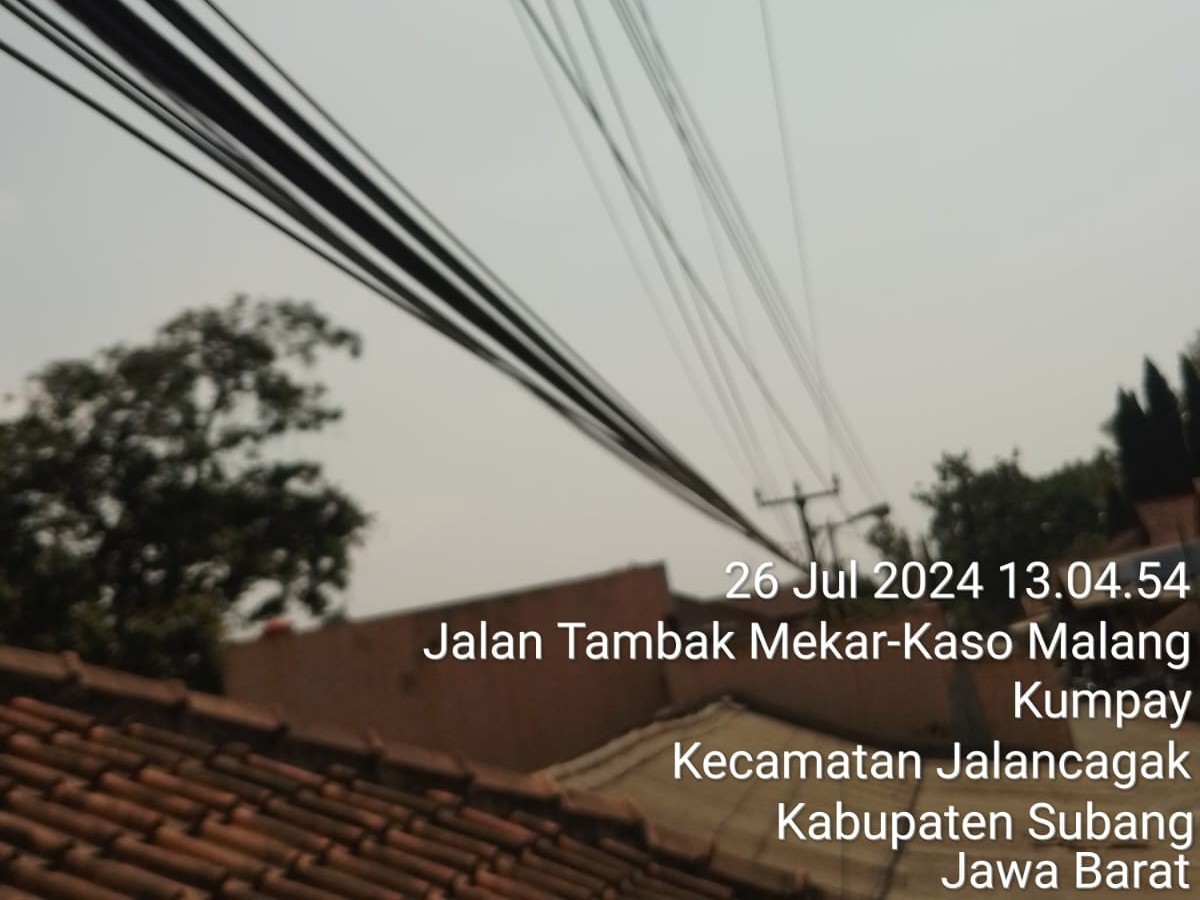 26 Jul 2024 13.04.54
Jalan Tambak Mekar-Kaso Malang
Kumpay
Kecamatan Jalancagak
Kabupaten Subang
Jawa Barat